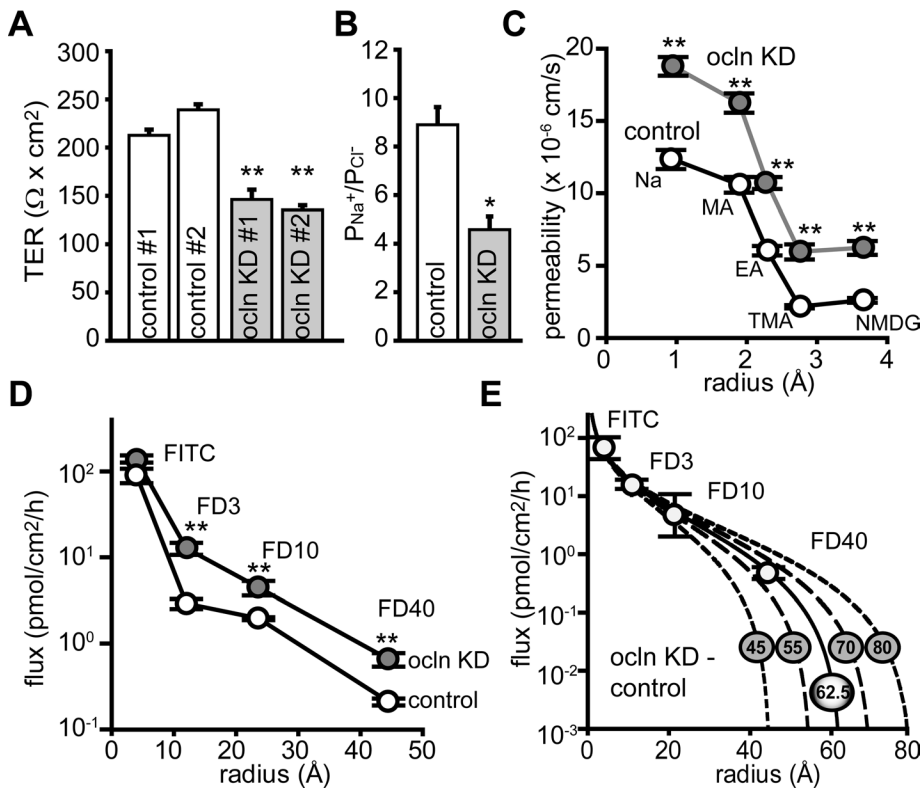 A
TER (Ω x cm2)
300
250
200
150
100
50
0
control #1
control #2
** **
ocln KD #1
ocln KD #2
B
PNa+/PCl-
12
10
8
6
4
2
0
control
*
ocln KD
C
permeability (x 10-6 cm/s)
20
15
10
5
0
** ocln KD
**
control
**
Na
MA
** **
EA
TMA
NMDG
0 1 2 3 4
radius (Å)
D
flux (pmol/cm2/h)
102
101
100
10-1
FITC
FD3
**
FD10
**
FD40
**
ocln KD
control
0 10 20 30 40 50
radius (Å)
E
flux (pmol/cm2/h)
102
101
100
10-1
10-2
10-3
FITC
FD3
FD10
FD40
ocln KD -
control
45 55 70 80
62.5
0 20 40 60 80
radius (Å)